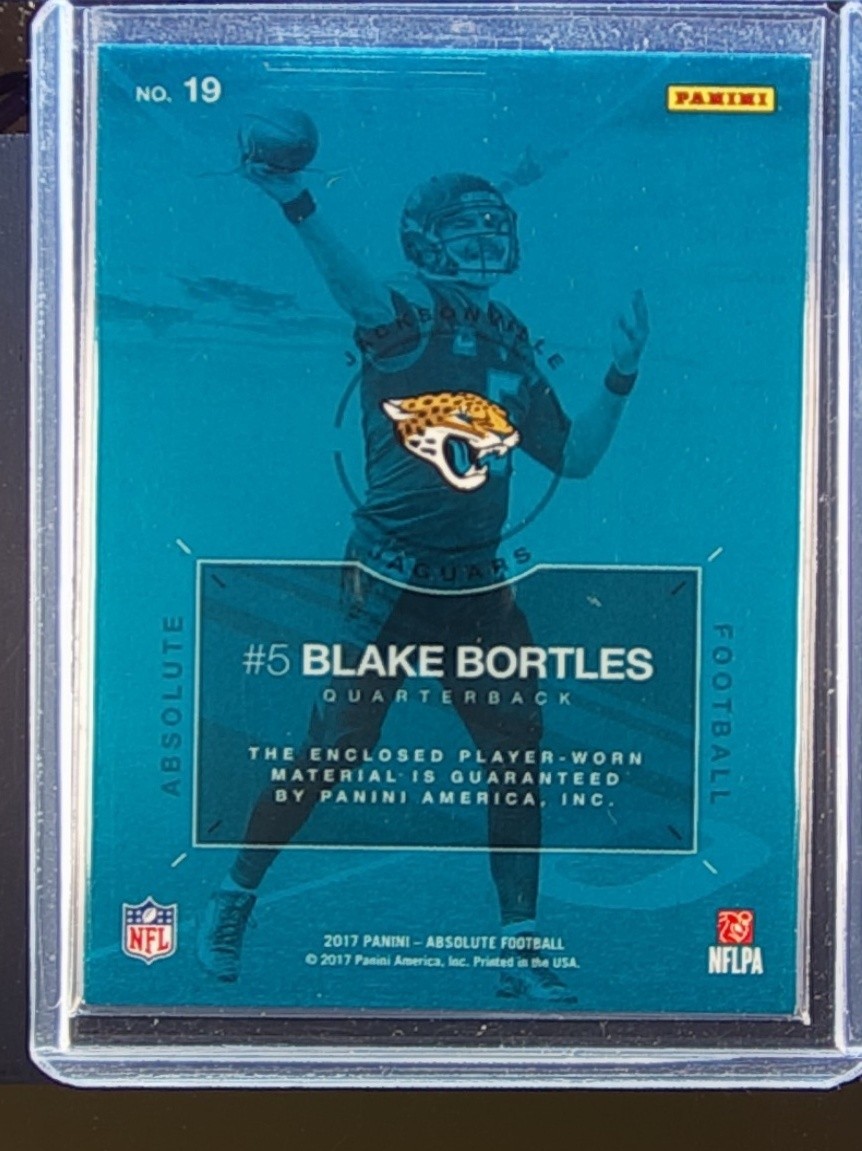 NO. 19
PANINI
JACKSONVILLE
JAGUARS
#5 BLAKE BORTLES
QUARTERBACK
THE ENCLOSED PLAYER-WORN
MATERIAL IS GUARANTEED
BY PANINI AMERICA, INC.
ABSOLUTE
FOOTBALL
NFL
2017 PANINI – ABSOLUTE FOOTBALL
© 2017 Panini America, Inc. Printed in the USA.
NFLPA